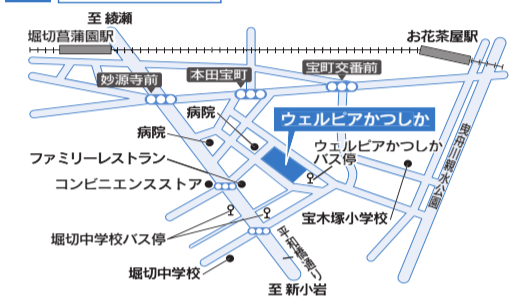 至 綾瀬
堀切菖蒲園駅
お花茶屋駅
妙源寺前
本田宝町
宝町交番前
病院
ウェルピアかつしか
病院
ウェルピアかつしか
バス停
ファミリーレストラン
コンビニエンスストア
曳舟川親水公園
宝木塚小学校
堀切中学校バス停
平和橋通り
堀切中学校
至 新小岩